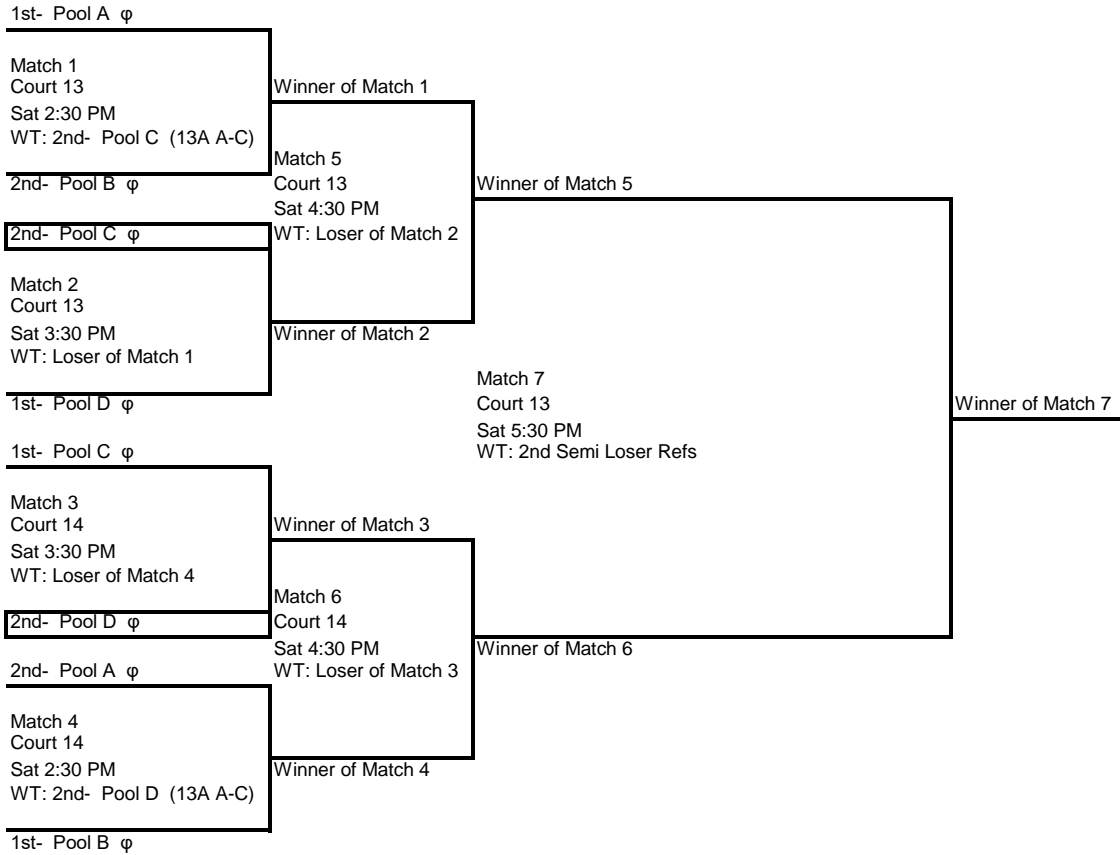 1st-  Pool A  φ
Match 1
Court 13
Sat 2:30 PM
WT: 2nd-  Pool C  (13A A-C)
2nd-  Pool B  φ
2nd-  Pool C  φ
Match 2
Court 13
Sat 3:30 PM
WT: Loser of Match 1
1st-  Pool D  φ
1st-  Pool C  φ
Match 3
Court 14
Sat 3:30 PM
WT: Loser of Match 4
2nd-  Pool D  φ
2nd-  Pool A  φ
Match 4
Court 14
Sat 2:30 PM
WT: 2nd-  Pool D  (13A A-C)
1st-  Pool B  φ
Winner of Match 1
Match 5
Court 13
Sat 4:30 PM
WT: Loser of Match 2
Winner of Match 2
Winner of Match 3
Match 6
Court 14
Sat 4:30 PM
WT: Loser of Match 3
Winner of Match 4
Winner of Match 5
Match 7
Court 13
Sat 5:30 PM
WT: 2nd Semi Loser Refs
Winner of Match 6
Winner of Match 7